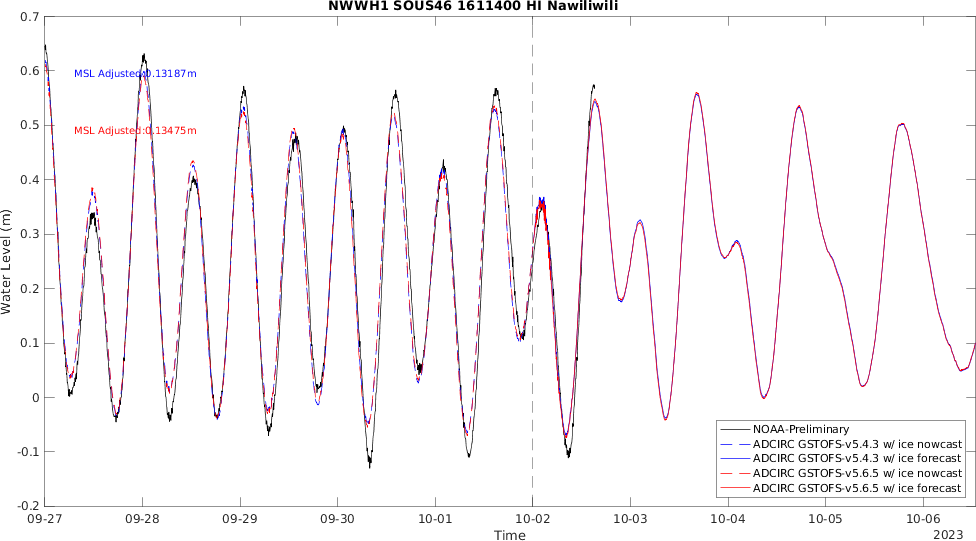 NWWH1 SOUS46 1611400 HI Nawiliwili
0.7
0.6
0.5
0.4
0.3
0.2
0.1
0
-0.1
-0.2
Water Level (m)
MSL Adjusted:0.13187m
MSL Adjusted:0.13475m
NOAA-Preliminary
ADCIRC GSTOFS-v5.4.3 w/ ice nowcast
ADCIRC GSTOFS-v5.4.3 w/ ice forecast
ADCIRC GSTOFS-v5.6.5 w/ ice nowcast
ADCIRC GSTOFS-v5.6.5 w/ ice forecast
09-27 09-28 09-29 09-30 10-01 10-02 10-03 10-04 10-05 10-06
Time
2023